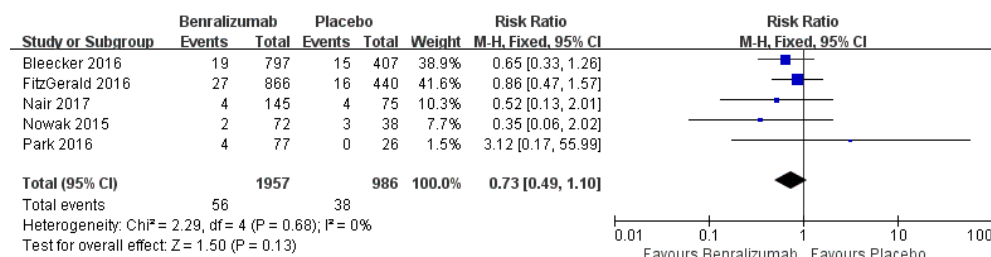 Benralizumab Placebo Risk Ratio Risk Ratio
Study or Subgroup Events Total Events Total Weight M-H, Fixed, 95% CI M-H, Fixed, 95% CI
Bleecker 2016 19 797 15 407 38.9% 0.65 [0.33, 1.26]
FitzGerald 2016 27 866 16 440 41.6% 0.86 [0.47, 1.57]
Nair 2017 4 145 4 75 10.3% 0.52 [0.13, 2.01]
Nowak 2015 2 72 3 38 7.7% 0.35 [0.06, 2.02]
Park 2016 4 77 0 26 1.5% 3.12 [0.17, 55.99]
Total (95% CI) 1957 986 100.0% 0.73 [0.49, 1.10]
Total events 56 38
Heterogeneity: Chi² = 2.29, df = 4 (P = 0.68); I² = 0%
Test for overall effect: Z = 1.50 (P = 0.13)
0.01 0.1 1 10 100
Favours Benralizumab Favours Placebo